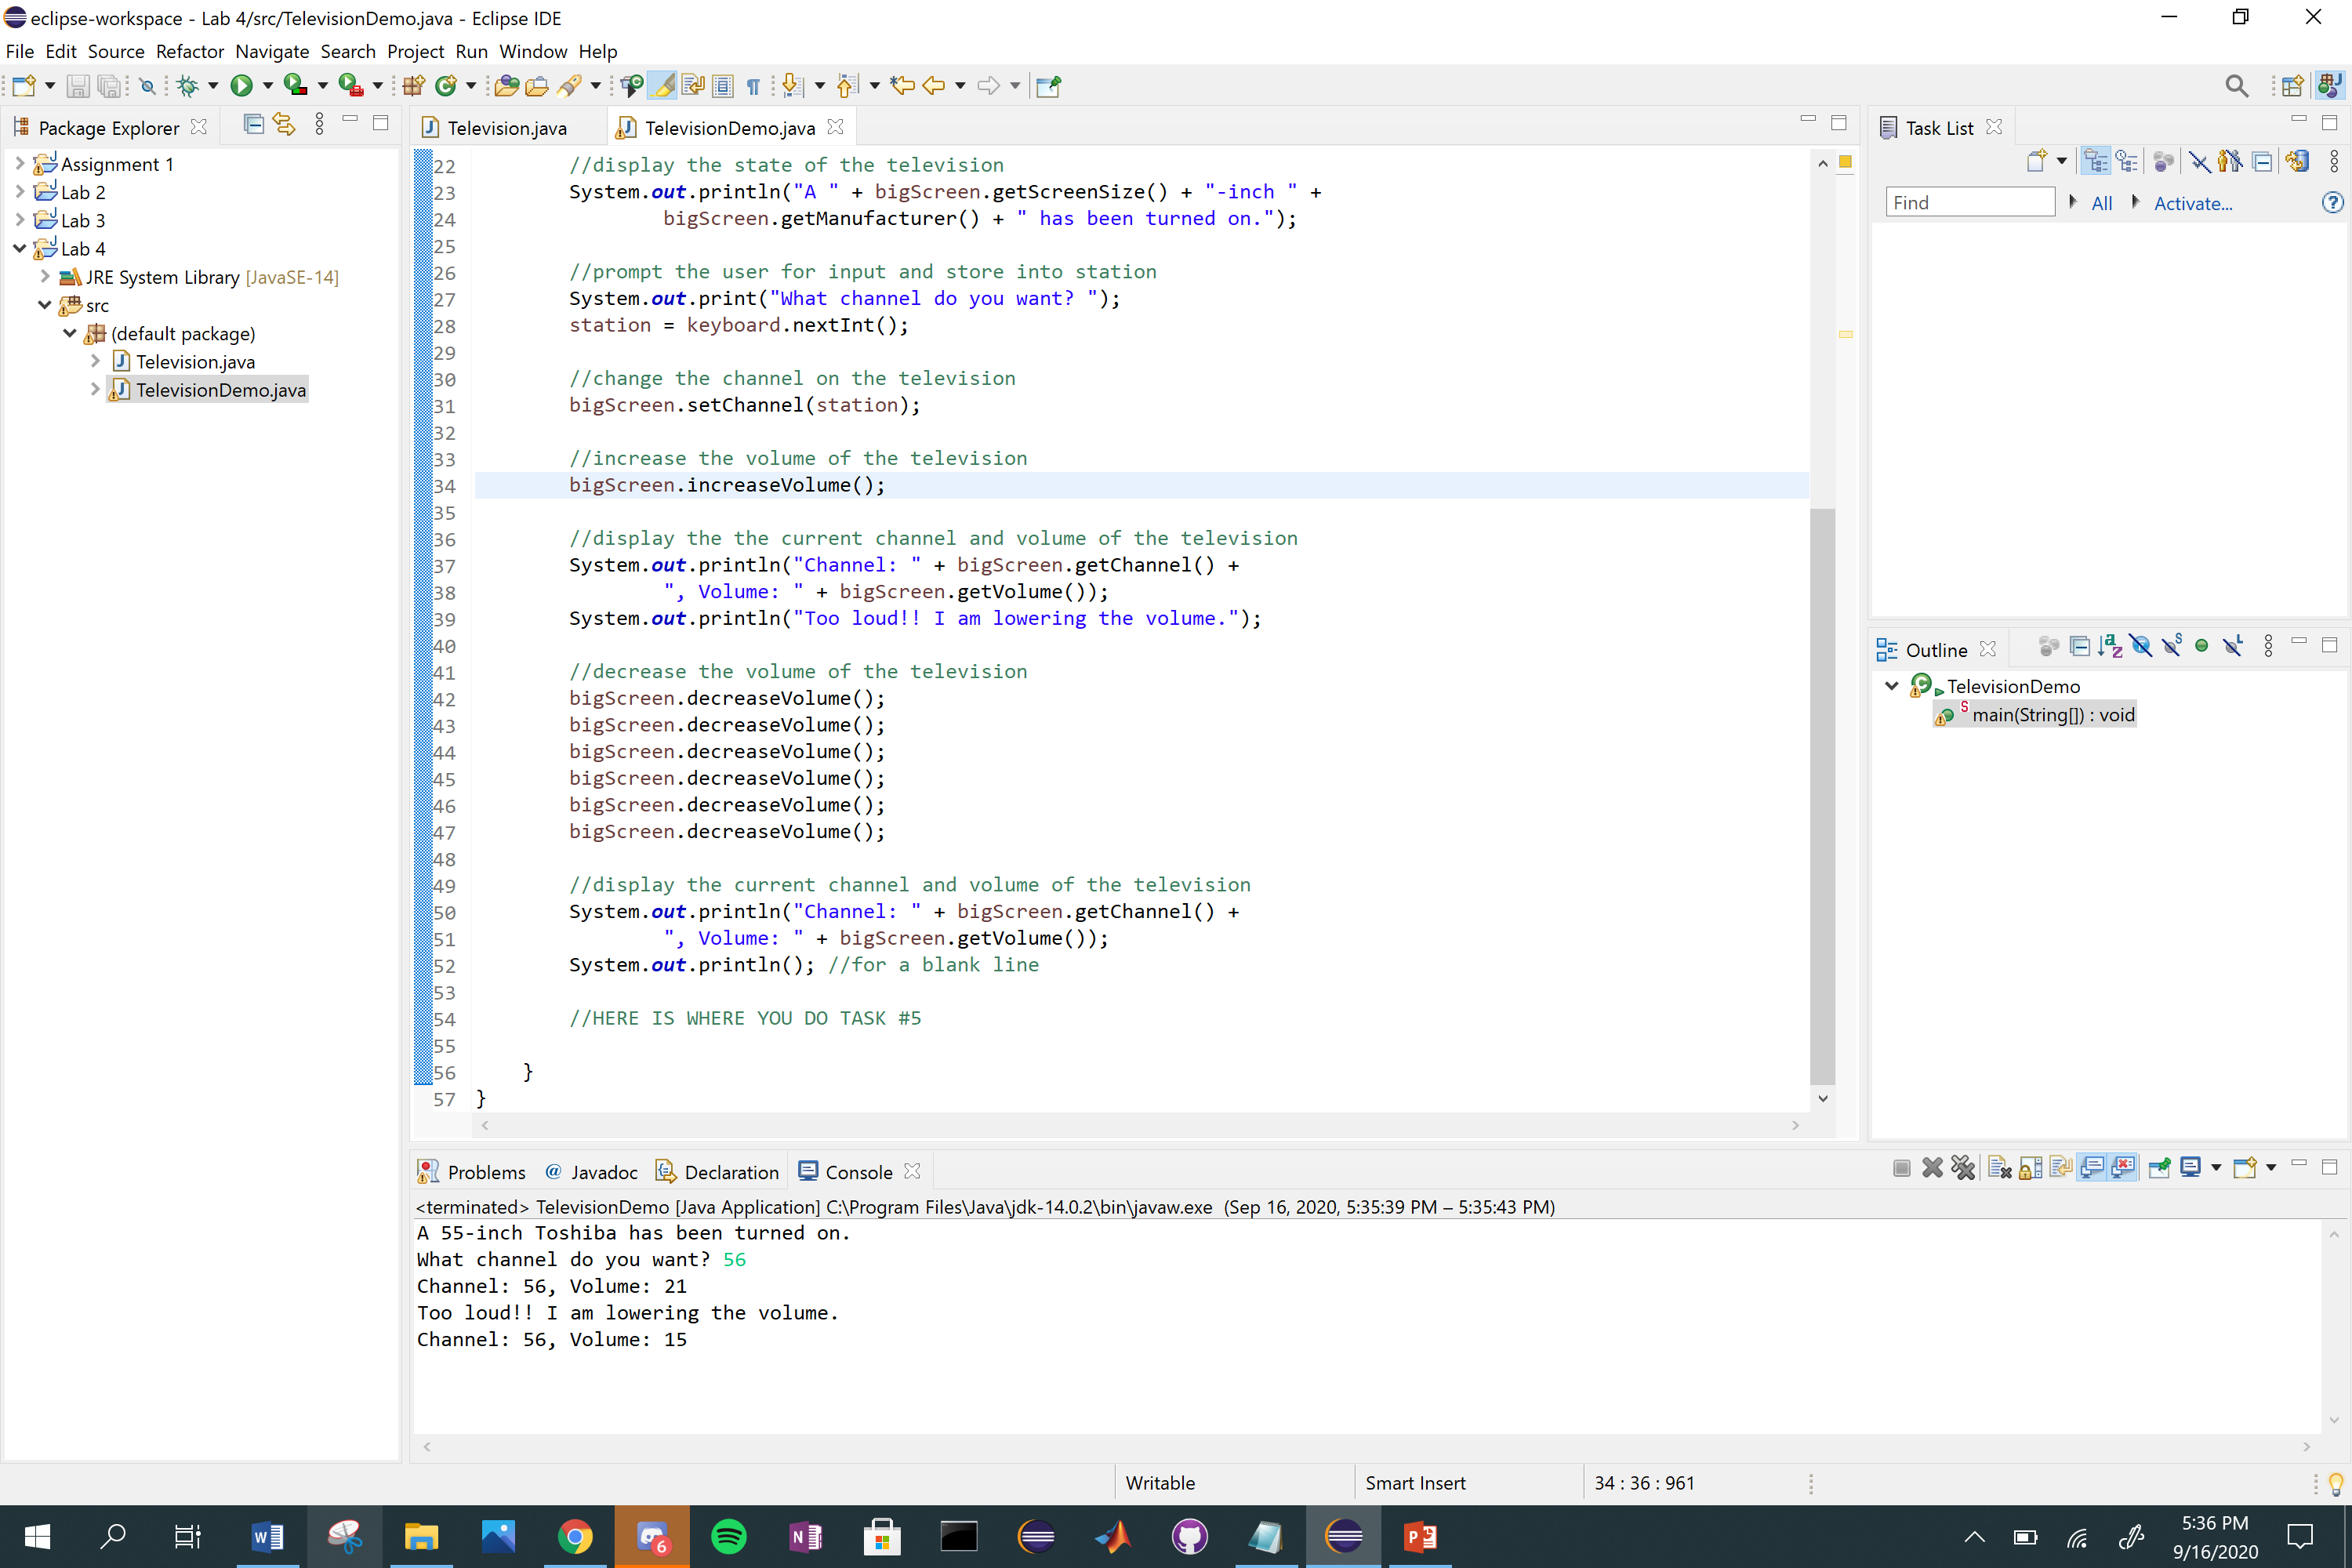 eclipse-workspace - Lab 4/src/TelevisionDemo.java - Eclipse IDE
File Edit Source Refactor Navigate Search Project Run Window Help
Package Explorer
Assignment 1
Lab 2
Lab 3
Lab 4
JRE System Library [JavaSE-14]
src
(default package)
Television.java
TelevisionDemo.java
Television.java TelevisionDemo.java
22 //display the state of the television
23 System.out.println("A " + bigScreen.getScreenSize() + "-inch " +
24 bigScreen.getManufacturer() + " has been turned on.");
25
26 //prompt the user for input and store into station
27 System.out.print("What channel do you want? ");
28 station = keyboard.nextInt();
29
30 //change the channel on the television
31 bigScreen.setChannel(station);
32
33 //increase the volume of the television
34 bigScreen.increaseVolume();
35
36 //display the the current channel and volume of the television
37 System.out.println("Channel: " + bigScreen.getChannel() +
38 ", Volume: " + bigScreen.getVolume());
39 System.out.println("Too loud!! I am lowering the volume.");
40
41 //decrease the volume of the television
42 bigScreen.decreaseVolume();
43 bigScreen.decreaseVolume();
44 bigScreen.decreaseVolume();
45 bigScreen.decreaseVolume();
46 bigScreen.decreaseVolume();
47 bigScreen.decreaseVolume();
48
49 //display the current channel and volume of the television
50 System.out.println("Channel: " + bigScreen.getChannel() +
51 ", Volume: " + bigScreen.getVolume());
52 System.out.println(); //for a blank line
53
54 //HERE IS WHERE YOU DO TASK #5
55
56 }
57 }
Task List
Find All Activate...
Outline
TelevisionDemo
main(String[]) : void
Problems @ Javadoc Declaration Console
<terminated> TelevisionDemo [Java Application] C:\Program Files\Java\jdk-14.0.2\bin\javaw.exe (Sep 16, 2020, 5:35:39 PM – 5:35:43 PM)
A 55-inch Toshiba has been turned on.
What channel do you want? 56
Channel: 56, Volume: 21
Too loud!! I am lowering the volume.
Channel: 56, Volume: 15
Writable Smart Insert 34 : 36 : 961
5:36 PM
9/16/2020